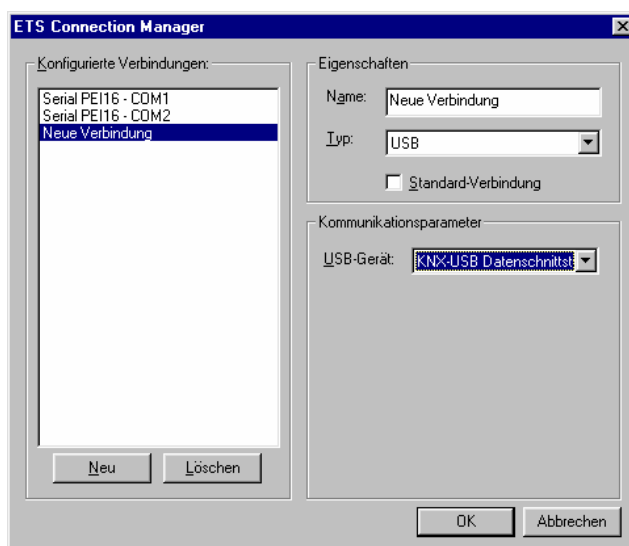 ETS Connection Manager
Konfigurierte Verbindungen:
Serial PEI16 - COM1
Serial PEI16 - COM2
Neue Verbindung
Neu
Löschen
Eigenschaften
Name:
Neue Verbindung
Typ:
USB
Standard-Verbindung
Kommunikationsparameter
USB-Gerät:
KNX-USB Datenschnittst
OK
Abbrechen